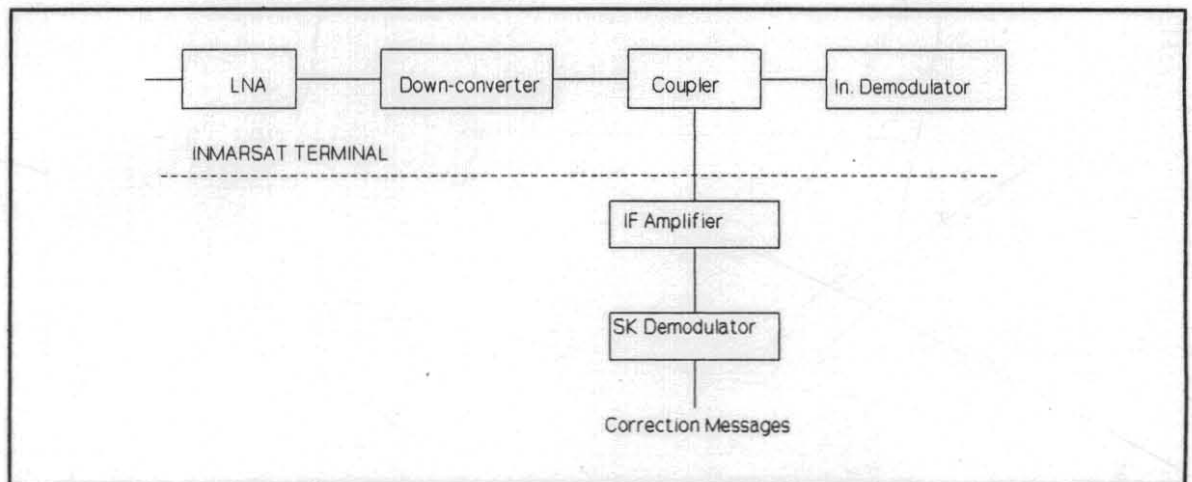 LNA
Down-converter
Coupler
In. Demodulator
INMARSAT TERMINAL
IF Amplifier
SK Demodulator
Correction Messages